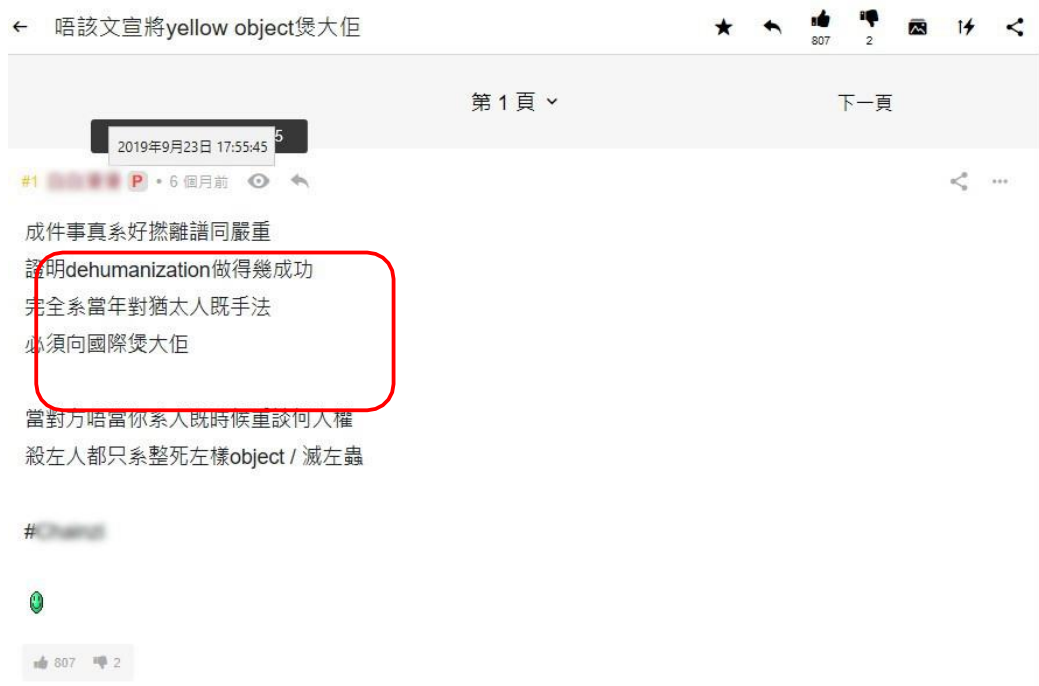 唔該文宣將yellow object煲大佢
807
2
第 1 頁
下一頁
5
2019年9月23日 17:55:45
#1 P • 6 個月前
成件事真系好撚離譜同嚴重
證明dehumanization做得幾成功
完全系當年對猶太人既手法
必須向國際煲大佢
當對方唔當你系人既時候重談何人權
殺左人都只系整死左樣object / 滅左蟲
#
807 2